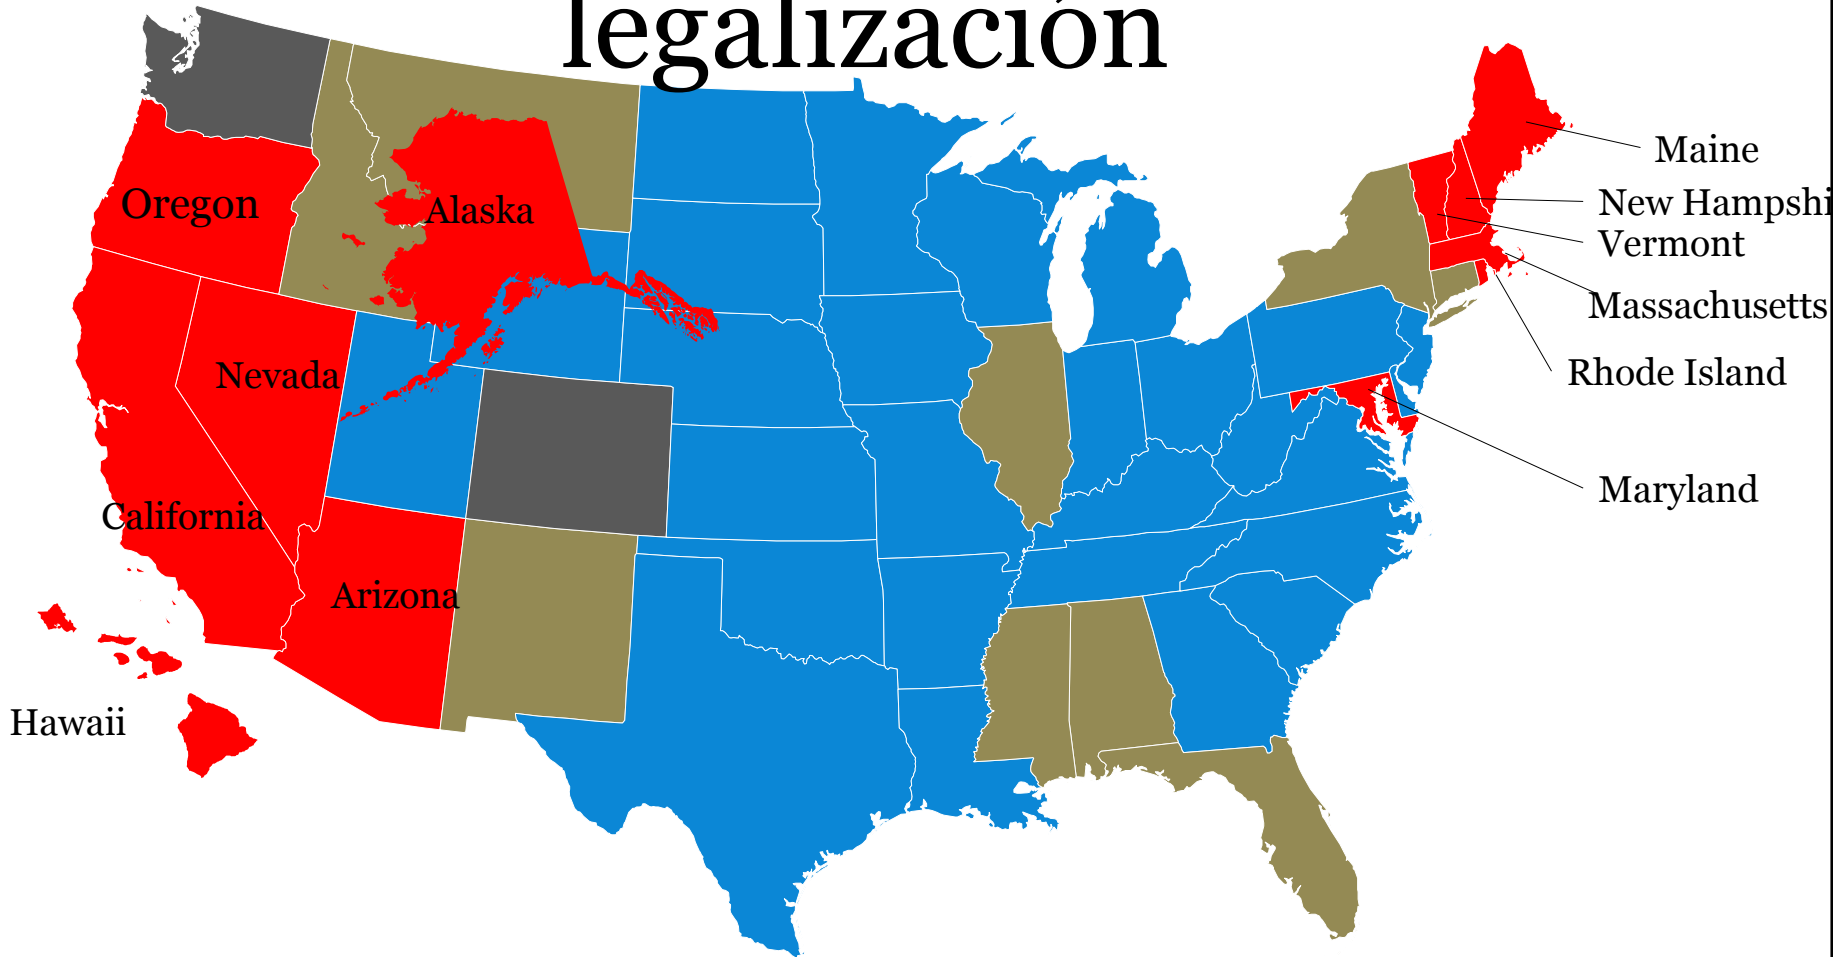 legalización
Maine
New Hampshi
Vermont
Massachusetts
Rhode Island
Maryland
Oregon
Alaska
Nevada
California
Arizona
Hawaii